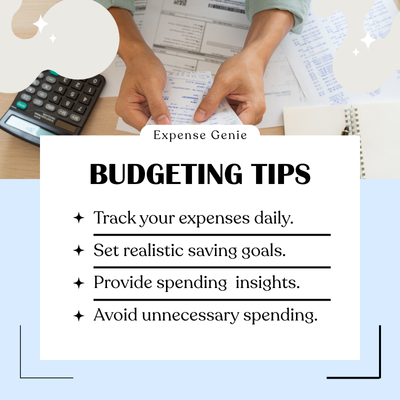 Expense Genie
BUDGETING TIPS
Track your expenses daily.
Set realistic saving goals.
Provide spending insights.
Avoid unnecessary spending.